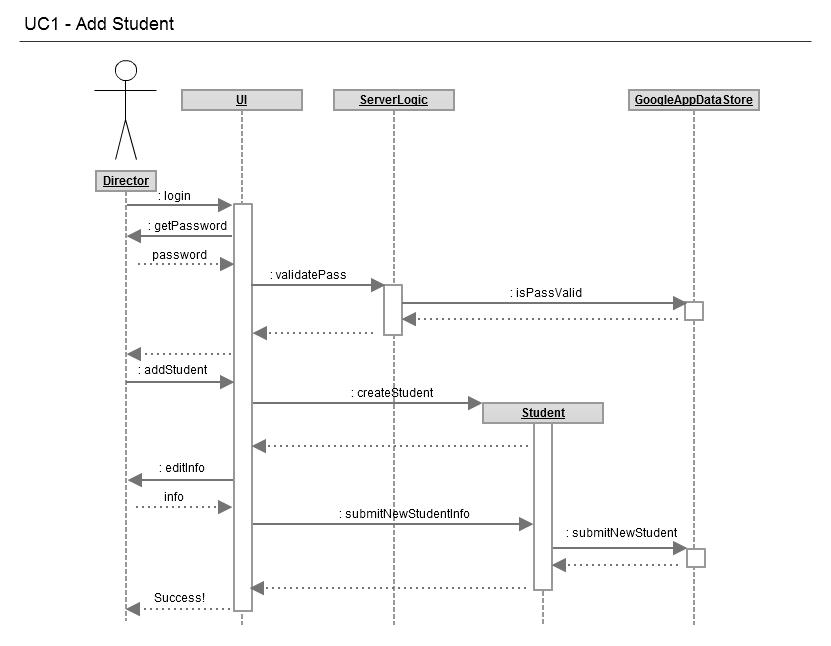 UC1 - Add Student
UI
ServerLogic
GoogleAppDataStore
Director
: login
: getPassword
password
: validatePass
: isPassValid
: addStudent
: createStudent
Student
: editInfo
info
: submitNewStudentInfo
: submitNewStudent
Success!